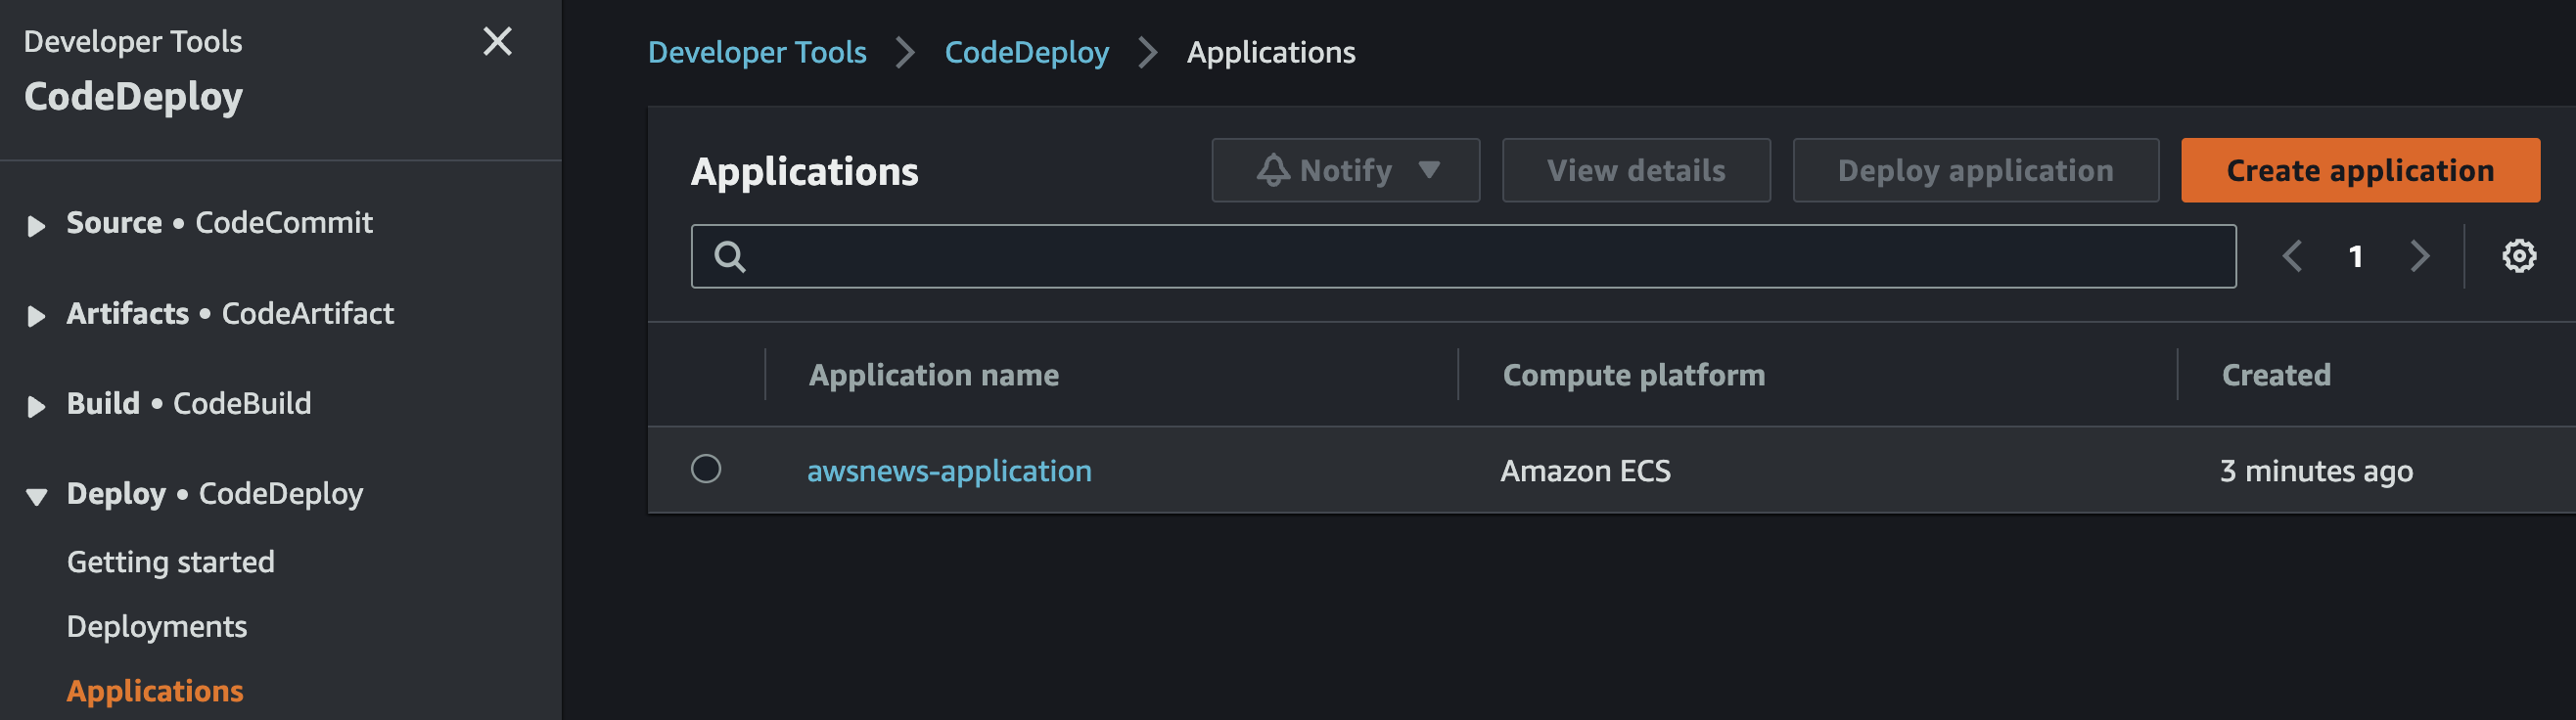 Developer Tools
CodeDeploy
Source • CodeCommit
Artifacts • CodeArtifact
Build • CodeBuild
Deploy • CodeDeploy
Getting started
Deployments
Applications
Developer Tools > CodeDeploy > Applications
Applications
Notify
View details
Deploy application
Create application
1
Application name
Compute platform
Created
awsnews-application
Amazon ECS
3 minutes ago